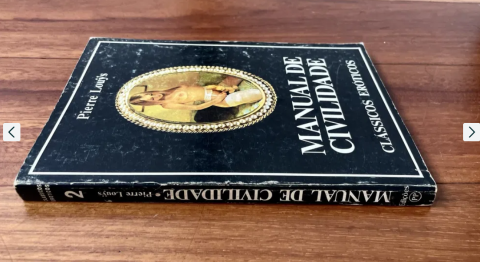 Pierre Louÿs
MANUAL DE
CIVILIDADE
CLÁSSICOS ERÓTICOS
2
MANUAL DE CIVILIDADE • Pierre Louÿs